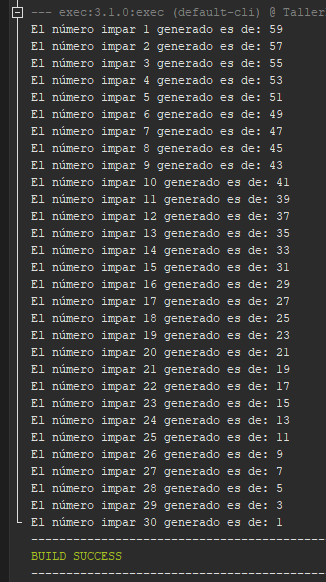 --- exec:3.1.0:exec (default-cli) @ Taller
El número impar 1 generado es de: 59
El número impar 2 generado es de: 57
El número impar 3 generado es de: 55
El número impar 4 generado es de: 53
El número impar 5 generado es de: 51
El número impar 6 generado es de: 49
El número impar 7 generado es de: 47
El número impar 8 generado es de: 45
El número impar 9 generado es de: 43
El número impar 10 generado es de: 41
El número impar 11 generado es de: 39
El número impar 12 generado es de: 37
El número impar 13 generado es de: 35
El número impar 14 generado es de: 33
El número impar 15 generado es de: 31
El número impar 16 generado es de: 29
El número impar 17 generado es de: 27
El número impar 18 generado es de: 25
El número impar 19 generado es de: 23
El número impar 20 generado es de: 21
El número impar 21 generado es de: 19
El número impar 22 generado es de: 17
El número impar 23 generado es de: 15
El número impar 24 generado es de: 13
El número impar 25 generado es de: 11
El número impar 26 generado es de: 9
El número impar 27 generado es de: 7
El número impar 28 generado es de: 5
El número impar 29 generado es de: 3
El número impar 30 generado es de: 1
------------------------------------------
BUILD SUCCESS
------------------------------------------